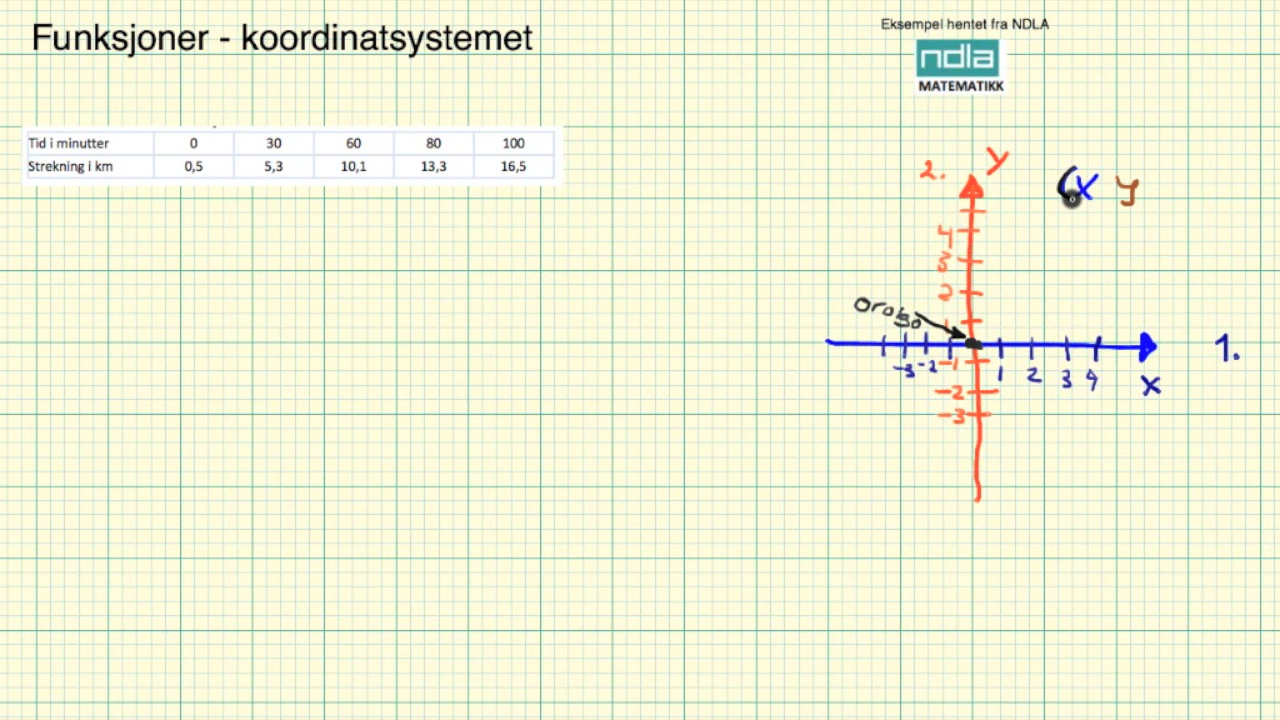 Funksjoner - koordinatsystemet
Eksempel hentet fra NDLA
ndla
MATEMATIKK
Tid i minutter 0 30 60 80 100
Strekning i km 0,5 5,3 10,1 13,3 16,5
2. y
(x y
4
3
2
1
origo
1.
-3 -2 -1 1 2 3 4 x
-2
-3